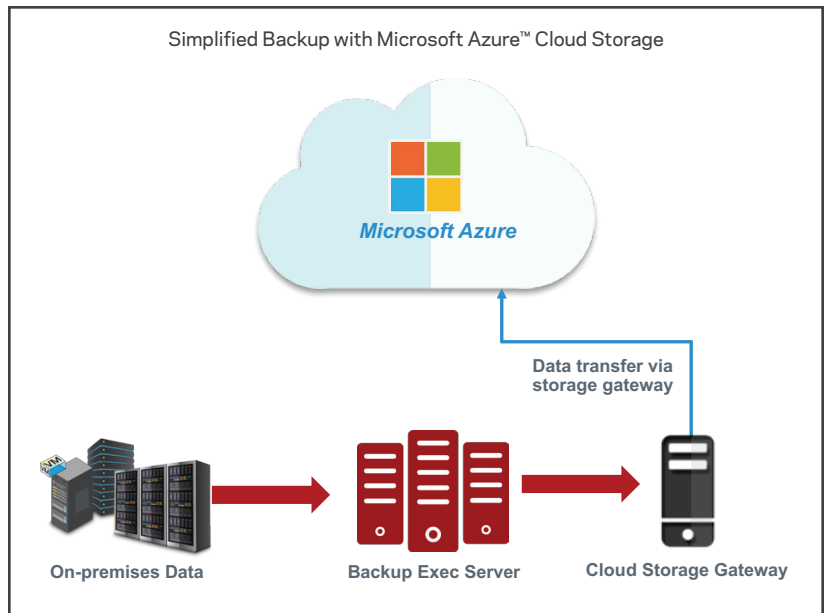 Simplified Backup with Microsoft Azure™ Cloud Storage
Microsoft Azure
Data transfer via
storage gateway
VM
On-premises Data
Backup Exec Server
Cloud Storage Gateway